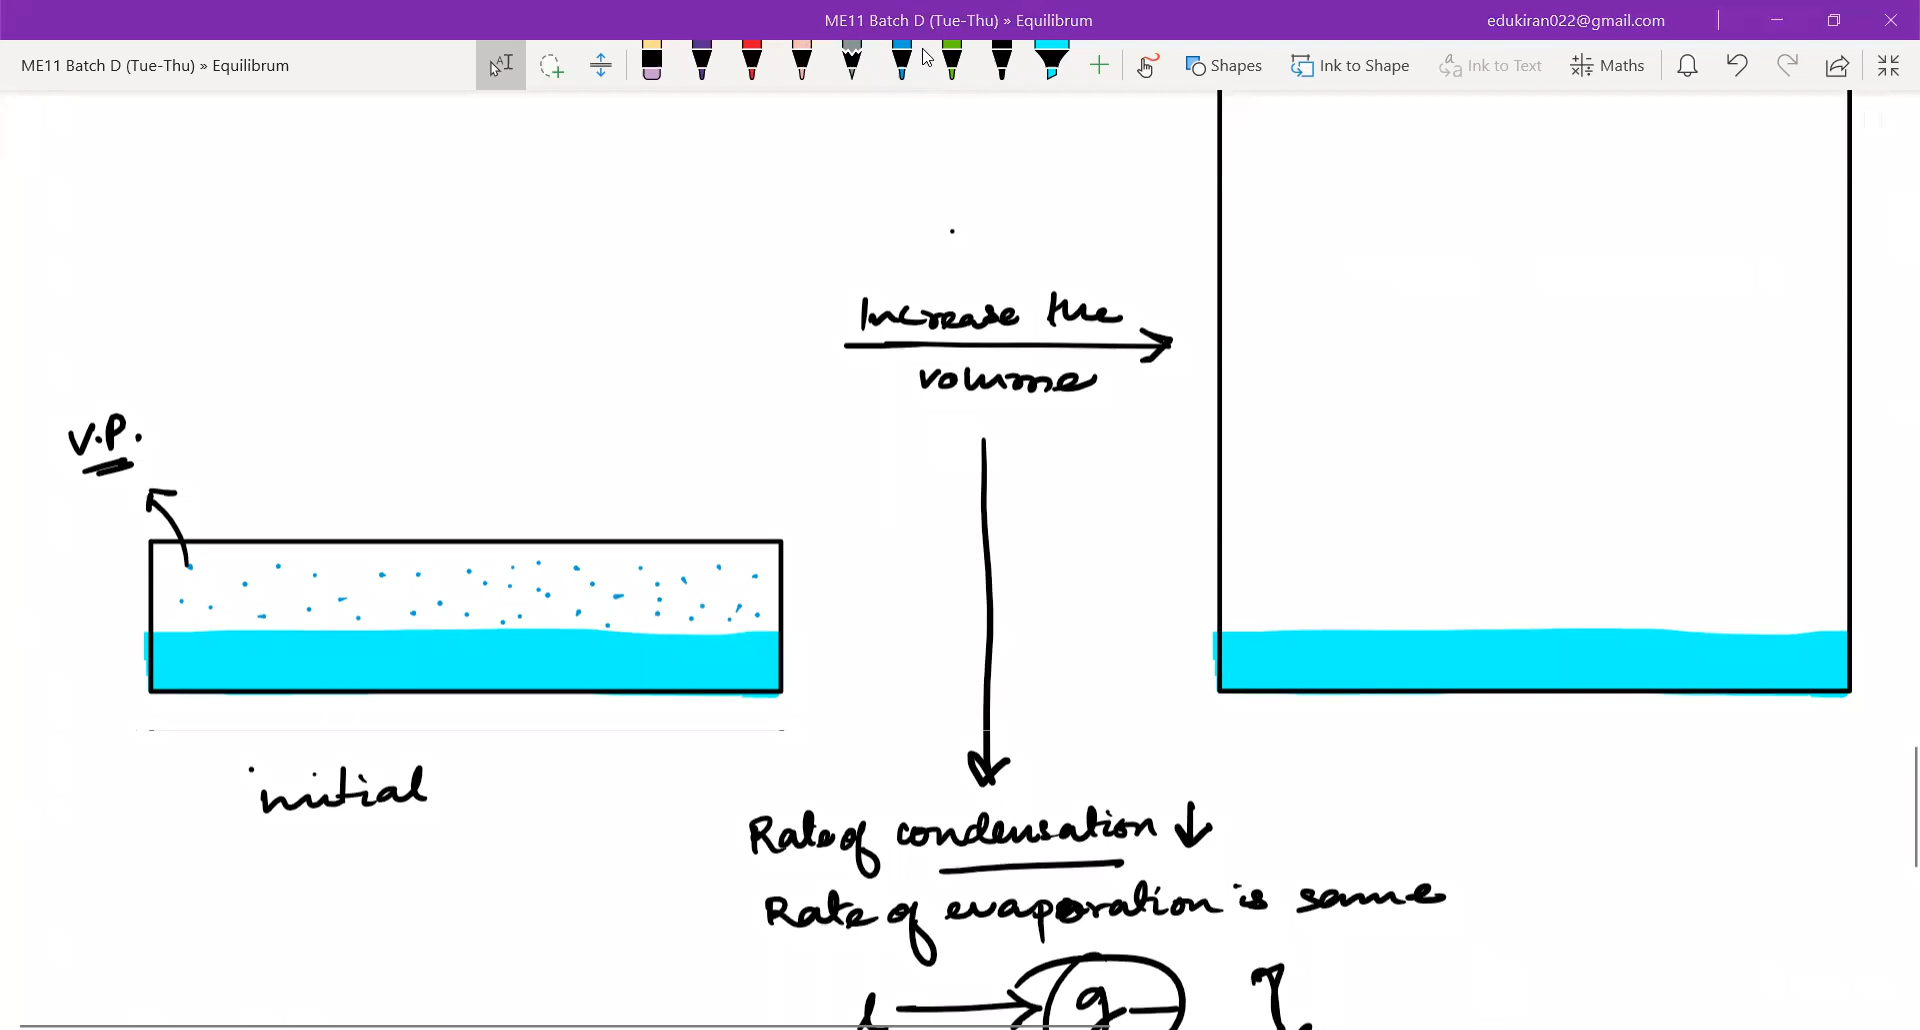 ME11 Batch D (Tue-Thu) » Equilibrum
edukiran022@gmail.com
ME11 Batch D (Tue-Thu) » Equilibrum
Shapes
Ink to Shape
Ink to Text
Maths
Increase the
volume
V.P.
initial
Rate of condensation ↓
Rate of evaporation is same
l → g